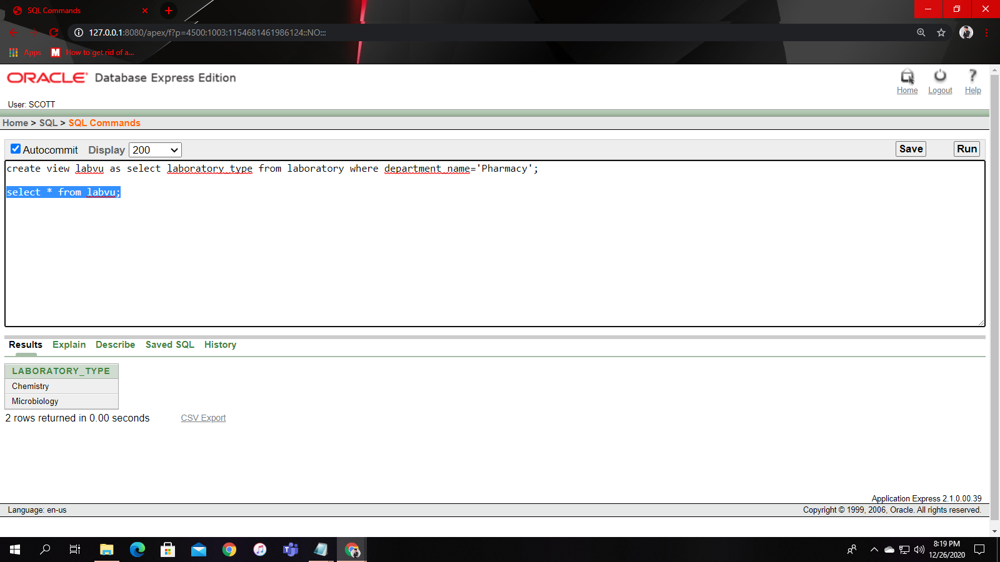 SQL Commands
127.0.0.1:8080/apex/f?p=4500:1003:1154681461986124::NO:::
Apps
M How to get rid of a...
ORACLE Database Express Edition
Home Logout Help
User: SCOTT
Home > SQL > SQL Commands
Autocommit Display 200 Save Run
create view labvu as select laboratory_type from laboratory where department_name='Pharmacy';
select * from labvu;
Results Explain Describe Saved SQL History
LABORATORY_TYPE
Chemistry
Microbiology
2 rows returned in 0.00 seconds CSV Export
Application Express 2.1.0.00.39
Language: en-us Copyright © 1999, 2006, Oracle. All rights reserved.
8:19 PM
12/26/2020